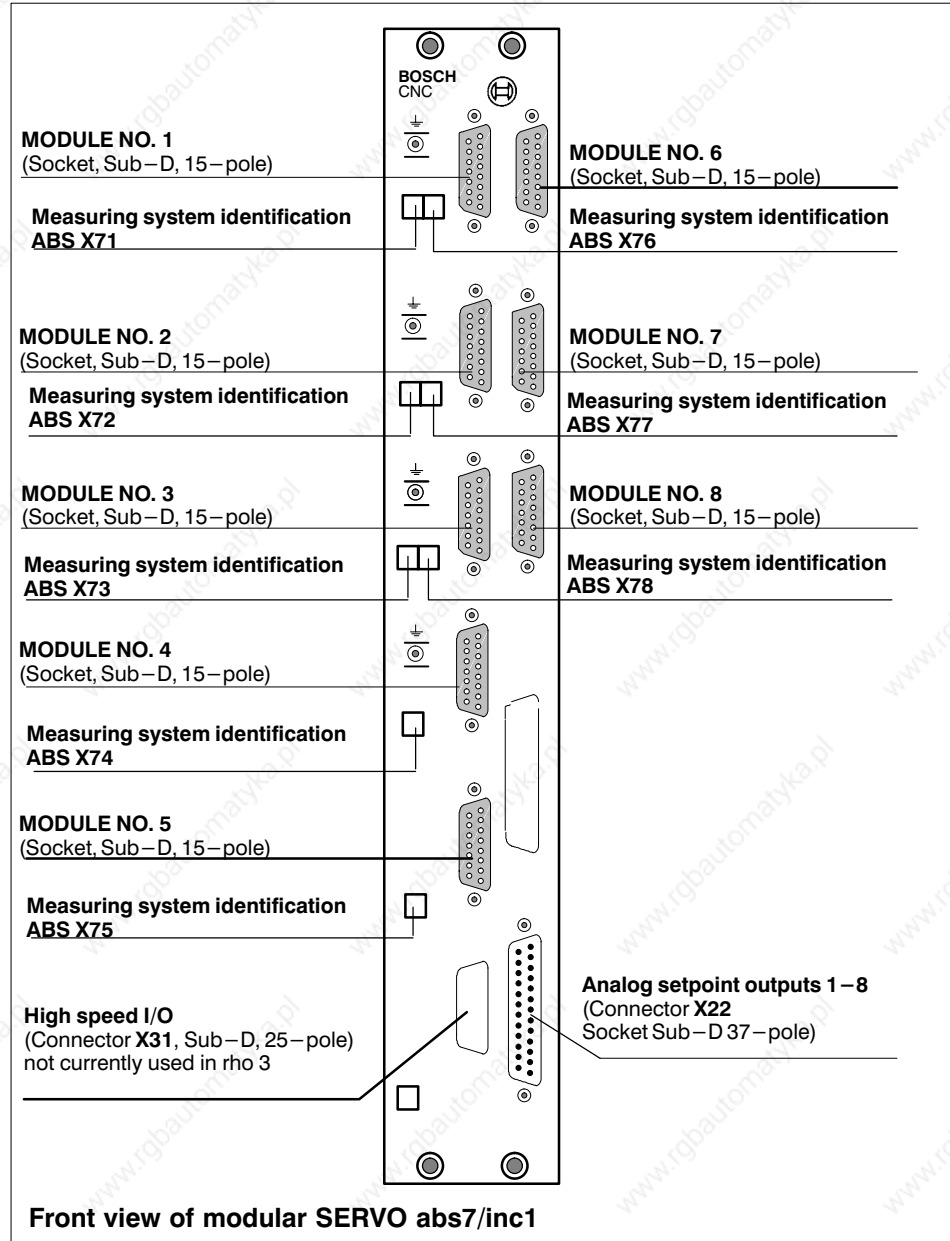 BOSCH
CNC
MODULE NO. 1
(Socket, Sub–D, 15–pole)
Measuring system identification
ABS X71
MODULE NO. 6
(Socket, Sub–D, 15–pole)
Measuring system identification
ABS X76
MODULE NO. 2
(Socket, Sub–D, 15–pole)
Measuring system identification
ABS X72
MODULE NO. 7
(Socket, Sub–D, 15–pole)
Measuring system identification
ABS X77
MODULE NO. 3
(Socket, Sub–D, 15–pole)
Measuring system identification
ABS X73
MODULE NO. 8
(Socket, Sub–D, 15–pole)
Measuring system identification
ABS X78
MODULE NO. 4
(Socket, Sub–D, 15–pole)
Measuring system identification
ABS X74
MODULE NO. 5
(Socket, Sub–D, 15–pole)
Measuring system identification
ABS X75
High speed I/O
(Connector X31, Sub–D, 25–pole)
not currently used in rho 3
Analog setpoint outputs 1–8
(Connector X22
Socket Sub–D 37–pole)
Front view of modular SERVO abs7/inc1
www.rgbautomatyka.pl